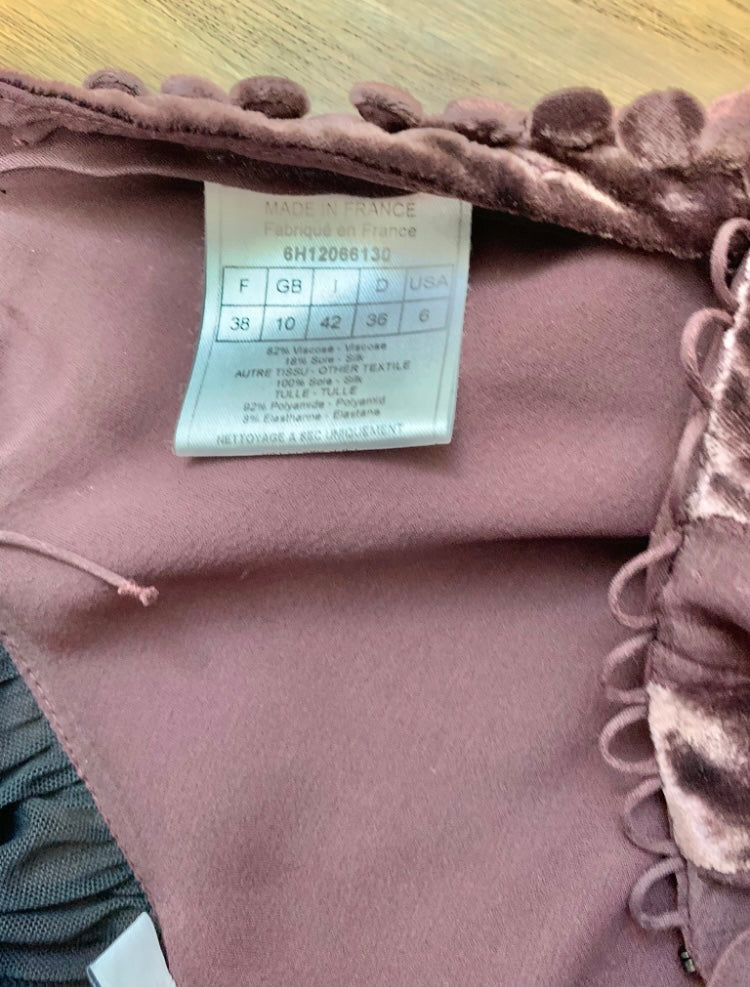 MADE IN FRANCE
Fabriqué en France
6H12066130
F GB I D USA
38 10 42 36 6
82% Viscose - Viscose
18% Soie - Silk
AUTRE TISSU - OTHER TEXTILE
100% Soie - Silk
TULLE - TULLE
92% Polyamide - Polyamid
8% Elasthanne - Elastane
NETTOYAGE A SEC UNIQUEMENT